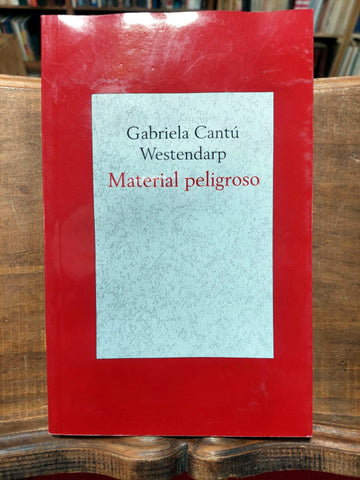 Gabriela Cantú
Westendarp
Material peligroso